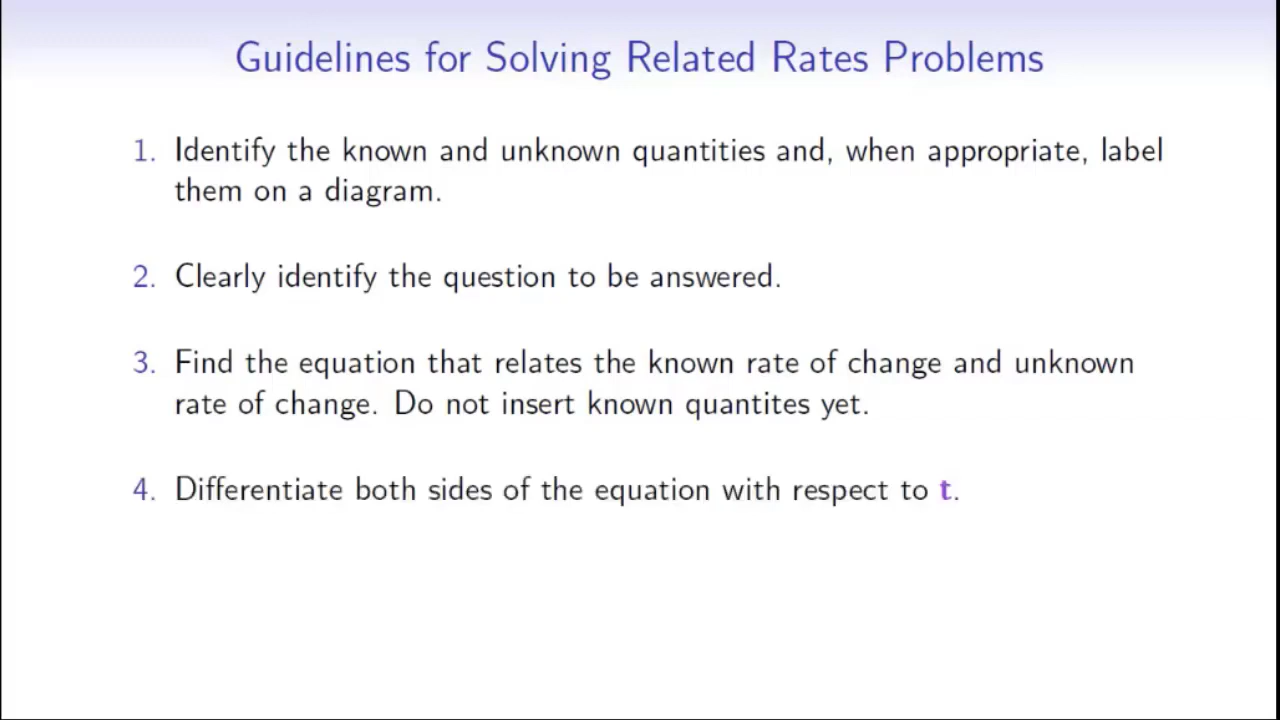 Guidelines for Solving Related Rates Problems
1. Identify the known and unknown quantities and, when appropriate, label
them on a diagram.
2. Clearly identify the question to be answered.
3. Find the equation that relates the known rate of change and unknown
rate of change. Do not insert known quantites yet.
4. Differentiate both sides of the equation with respect to t.